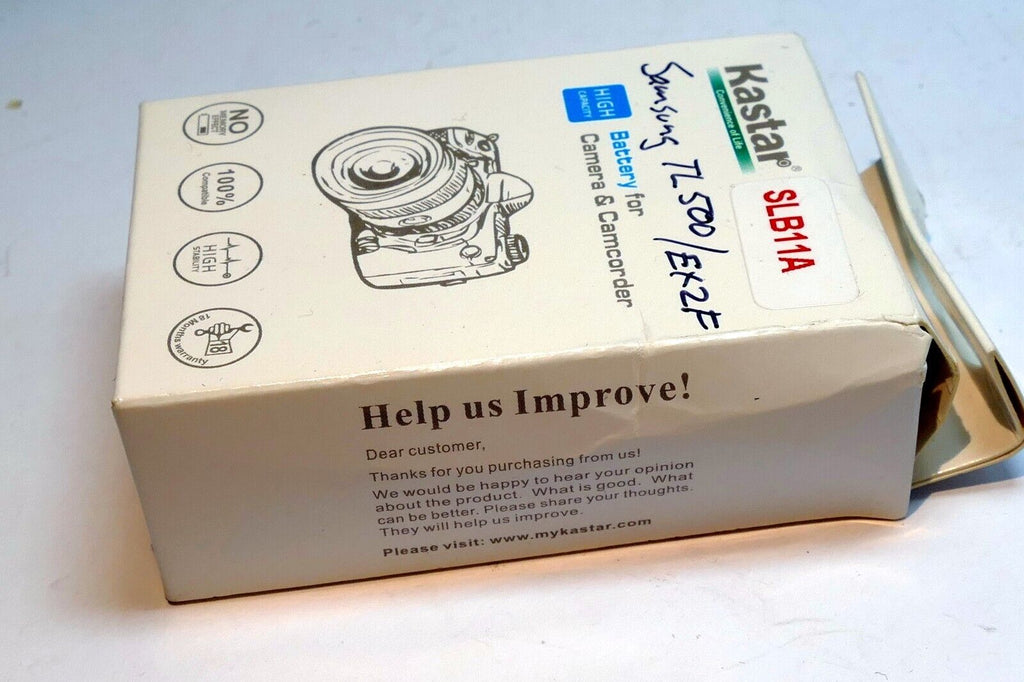 Kastar®
Convenience of Life
SLB11A
Samsung TL500/EX2F
HIGH
CAPACITY
Battery for
Camera & Camcorder
NO
MEMORY
EFFECT
100%
Compatible
HIGH
STABILITY
18
18 Months warranty
Help us Improve!
Dear customer,
Thanks for you purchasing from us!
We would be happy to hear your opinion
about the product. What is good. What
can be better. Please share your thoughts.
They will help us improve.
Please visit: www.mykastar.com